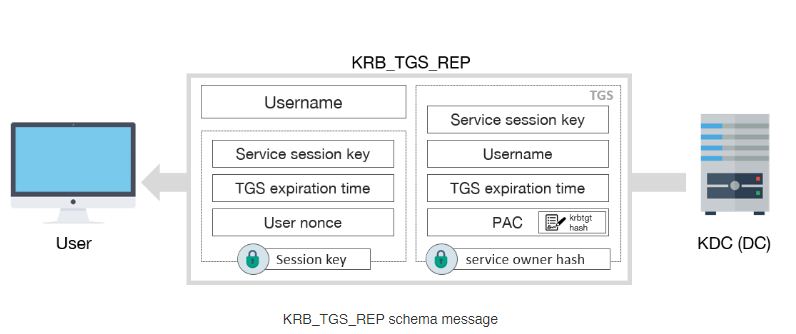 KRB_TGS_REP
Username
Service session key
TGS expiration time
User nonce
Session key
TGS
Service session key
Username
TGS expiration time
PAC
krbtgt
hash
service owner hash
User
KDC (DC)
KRB_TGS_REP schema message